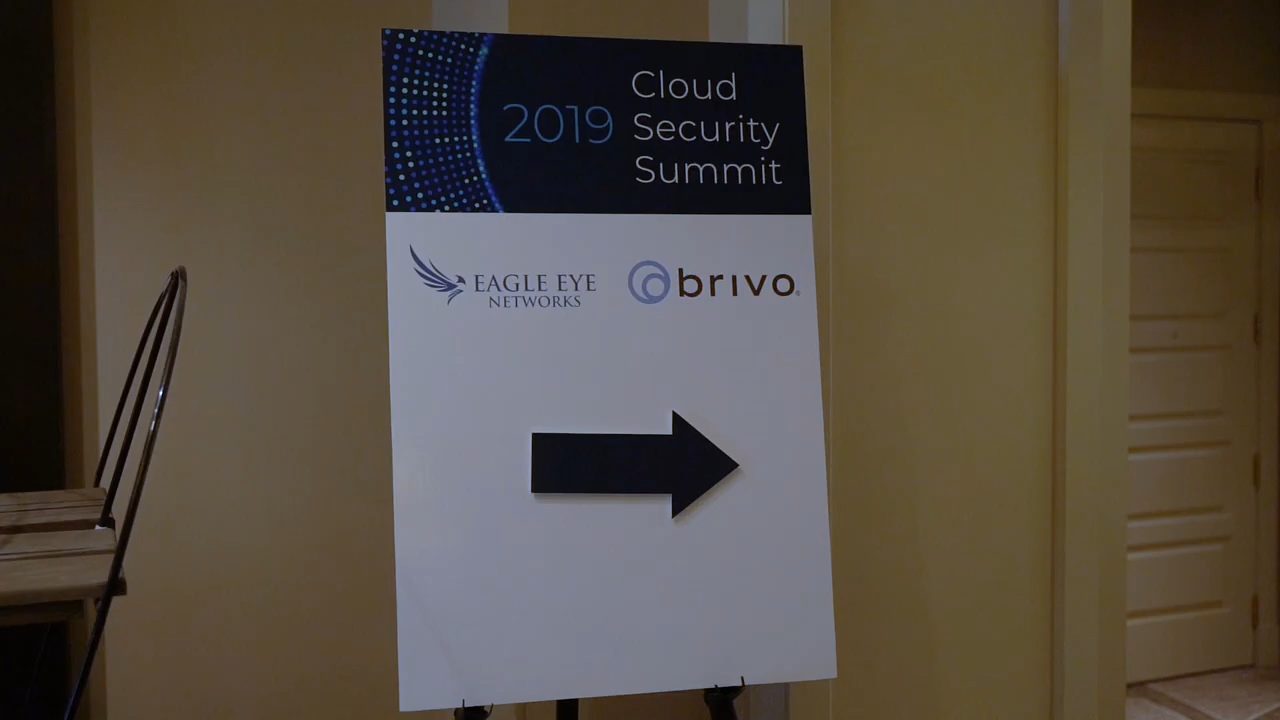 2019 Cloud
Security
Summit
EAGLE EYE
NETWORKS
brivo®